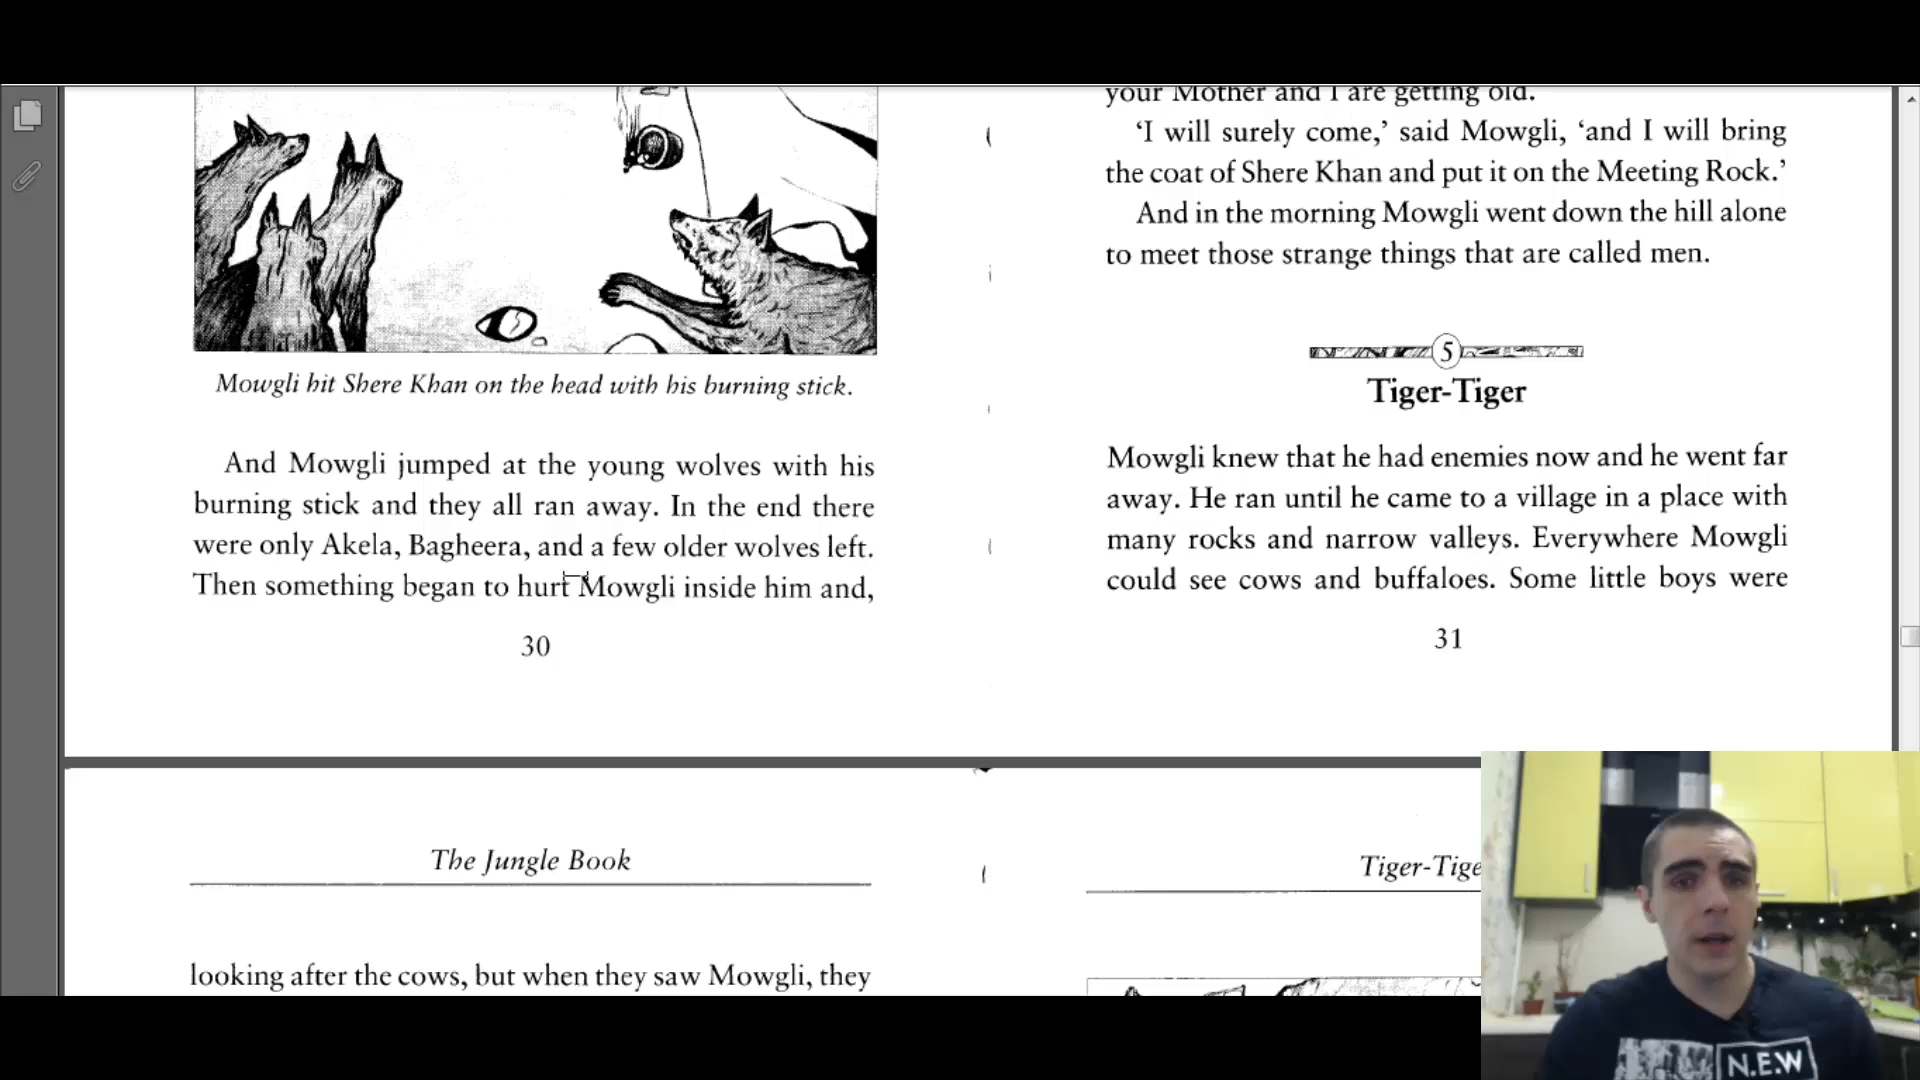 Mowgli hit Shere Khan on the head with his burning stick.
And Mowgli jumped at the young wolves with his
burning stick and they all ran away. In the end there
were only Akela, Bagheera, and a few older wolves left.
Then something began to hurt Mowgli inside him and,
30
your Mother and I are getting old.
‘I will surely come,’ said Mowgli, ‘and I will bring
the coat of Shere Khan and put it on the Meeting Rock.’
And in the morning Mowgli went down the hill alone
to meet those strange things that are called men.
5
Tiger-Tiger
Mowgli knew that he had enemies now and he went far
away. He ran until he came to a village in a place with
many rocks and narrow valleys. Everywhere Mowgli
could see cows and buffaloes. Some little boys were
31
The Jungle Book
looking after the cows, but when they saw Mowgli, they
Tiger-Tige
N.E.W